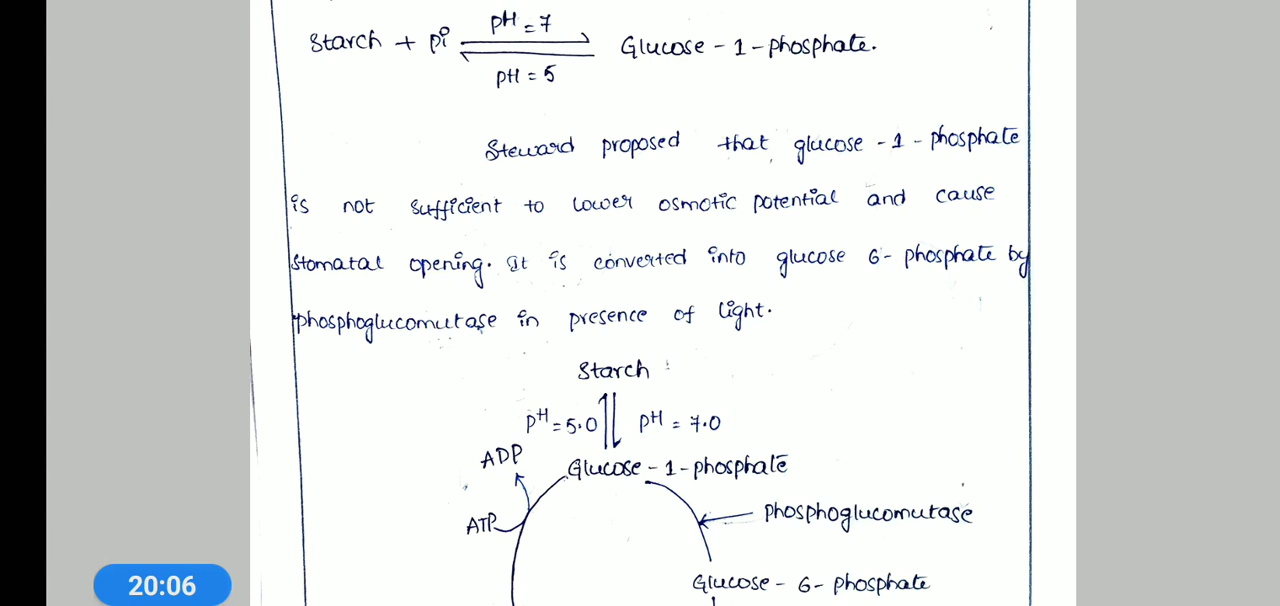 pH = 7
Starch + Pi ⇌ Glucose - 1 - phosphate.
pH = 5
Steward proposed that glucose - 1 - phosphate
is not sufficient to lower osmotic potential and cause
stomatal opening. It is converted into glucose 6- phosphate by
phosphoglucomutase in presence of light.
Starch
pH = 5.0 pH = 7.0
ADP
Glucose - 1 - phosphate
ATP
phosphoglucomutase
Glucose - 6 - phosphate
20:06